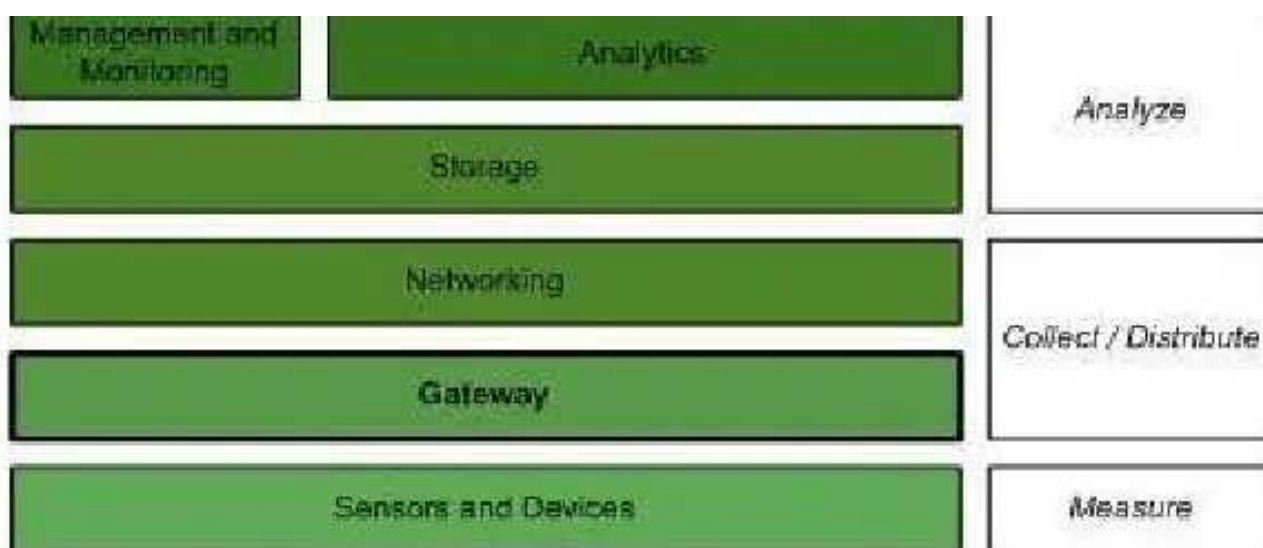 Management and
Monitoring
Analytics
Analyze
Storage
Networking
Collect / Distribute
Gateway
Sensors and Devices
Measure